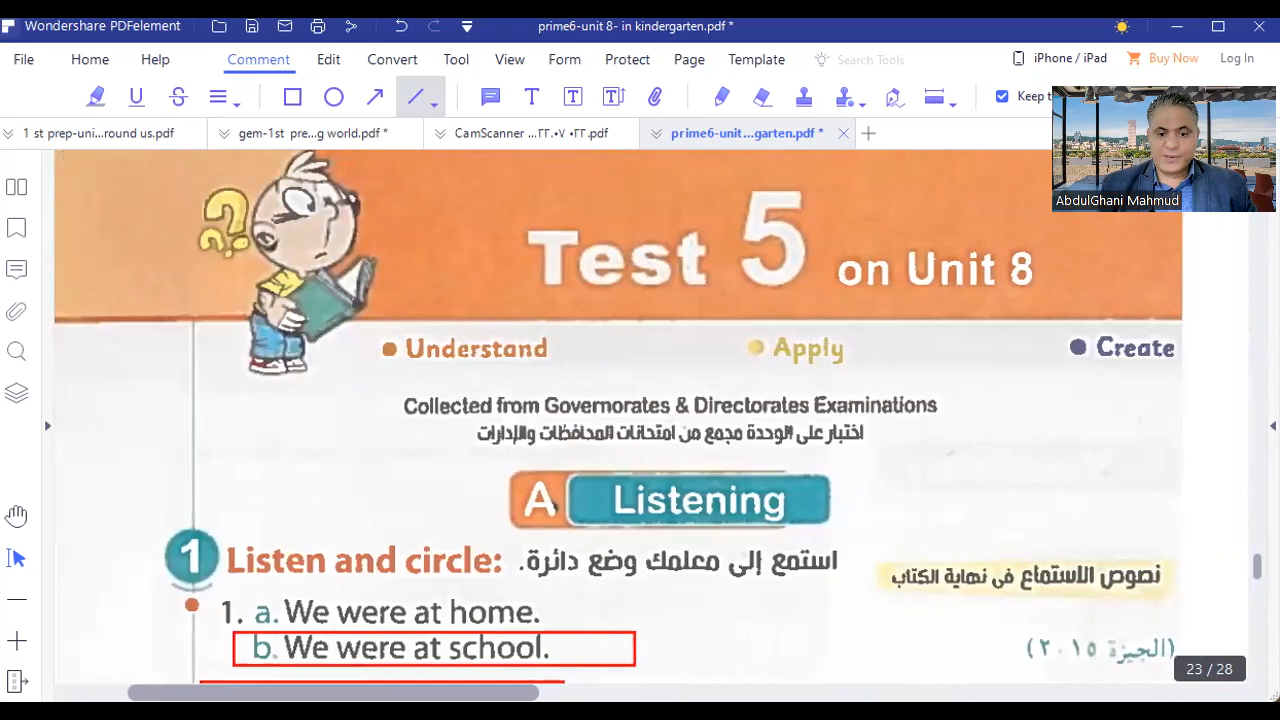 Wondershare PDFelement
prime6-unit 8- in kindergarten.pdf *
File Home Help Comment Edit Convert Tool View Form Protect Page Template Search Tools iPhone / iPad Buy Now Log In
Keep t
1 st prep-uni...round us.pdf
gem-1st pre...g world.pdf *
CamScanner ...٢٢.٠٧ ٠٢٢.pdf
prime6-unit...garten.pdf *
AbdulGhani Mahmud
Test 5 on Unit 8
Understand
Apply
Create
Collected from Governorates & Directorates Examinations
اختبار على الوحدة مجمع من امتحانات المحافظات والإدارات
A Listening
1 Listen and circle: استمع إلى معلمك وضع دائرة.
نصوص الاستماع فى نهاية الكتاب
1. a. We were at home.
b. We were at school.
(الجيزة ٢٠١٥)
23 / 28